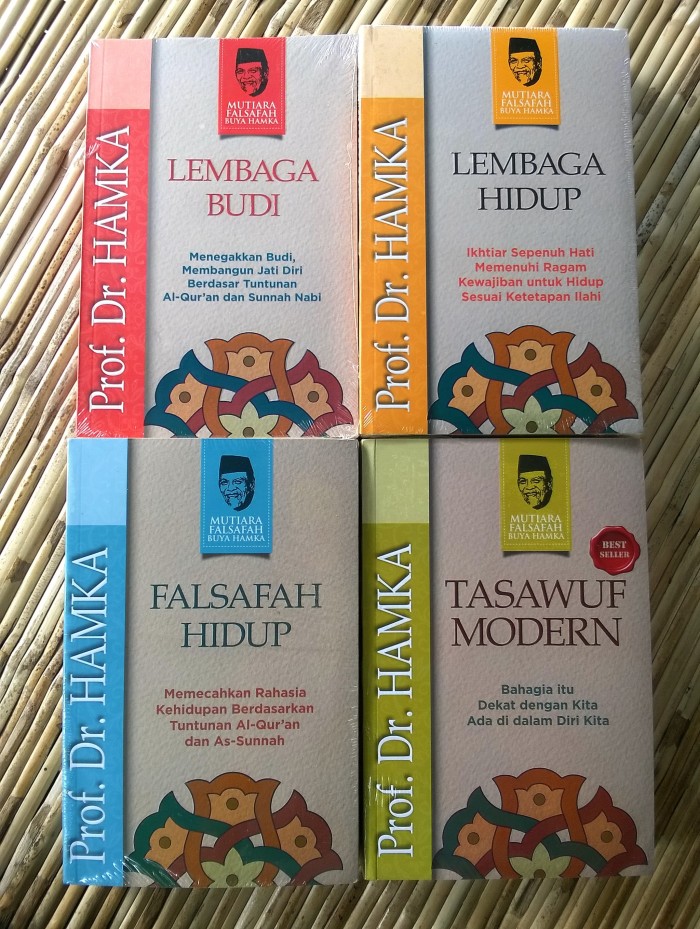 Prof. Dr. HAMKA
MUTIARA
FALSAFAH
BUYA HAMKA
LEMBAGA
BUDI
Menegakkan Budi,
Membangun Jati Diri
Berdasar Tuntunan
Al-Qur'an dan Sunnah Nabi
Prof. Dr. HAMKA
MUTIARA
FALSAFAH
BUYA HAMKA
LEMBAGA
HIDUP
Ikhtiar Sepenuh Hati
Memenuhi Ragam
Kewajiban untuk Hidup
Sesuai Ketetapan Ilahi
Prof. Dr. HAMKA
MUTIARA
FALSAFAH
BUYA HAMKA
FALSAFAH
HIDUP
Memecahkan Rahasia
Kehidupan Berdasarkan
Tuntunan Al-Qur'an
dan As-Sunnah
Prof. Dr. HAMKA
MUTIARA
FALSAFAH
BUYA HAMKA
BEST
SELLER
TASAWUF
MODERN
Bahagia itu
Dekat dengan Kita
Ada di dalam Diri Kita